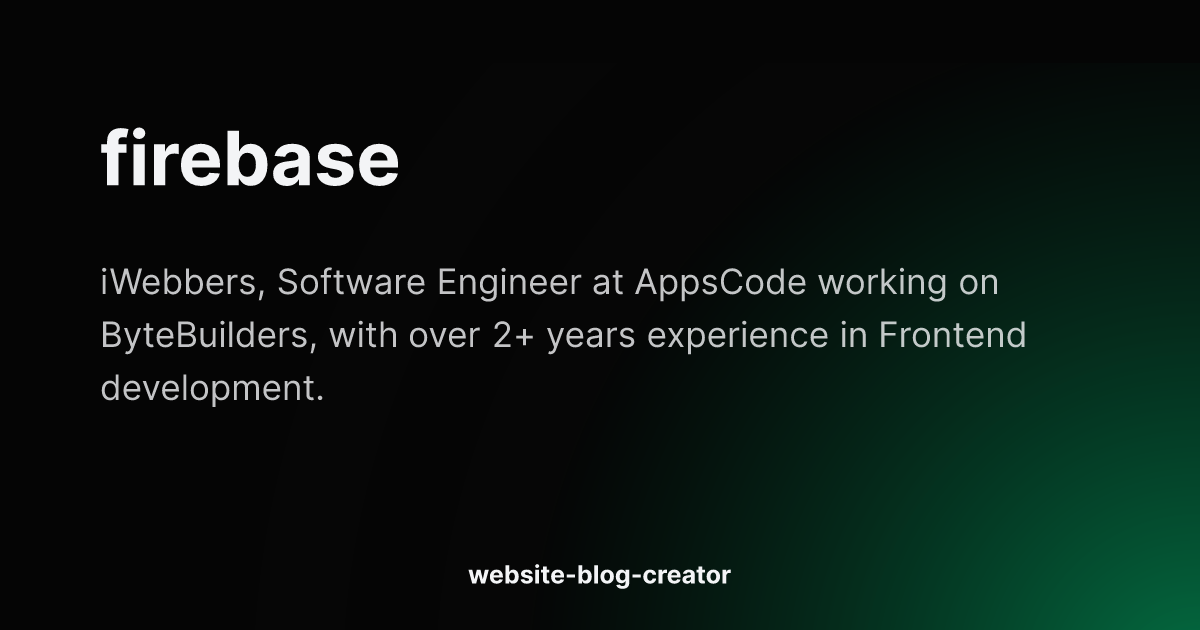 firebase
iWebbers, Software Engineer at AppsCode working on
ByteBuilders, with over 2+ years experience in Frontend
development.
website-blog-creator